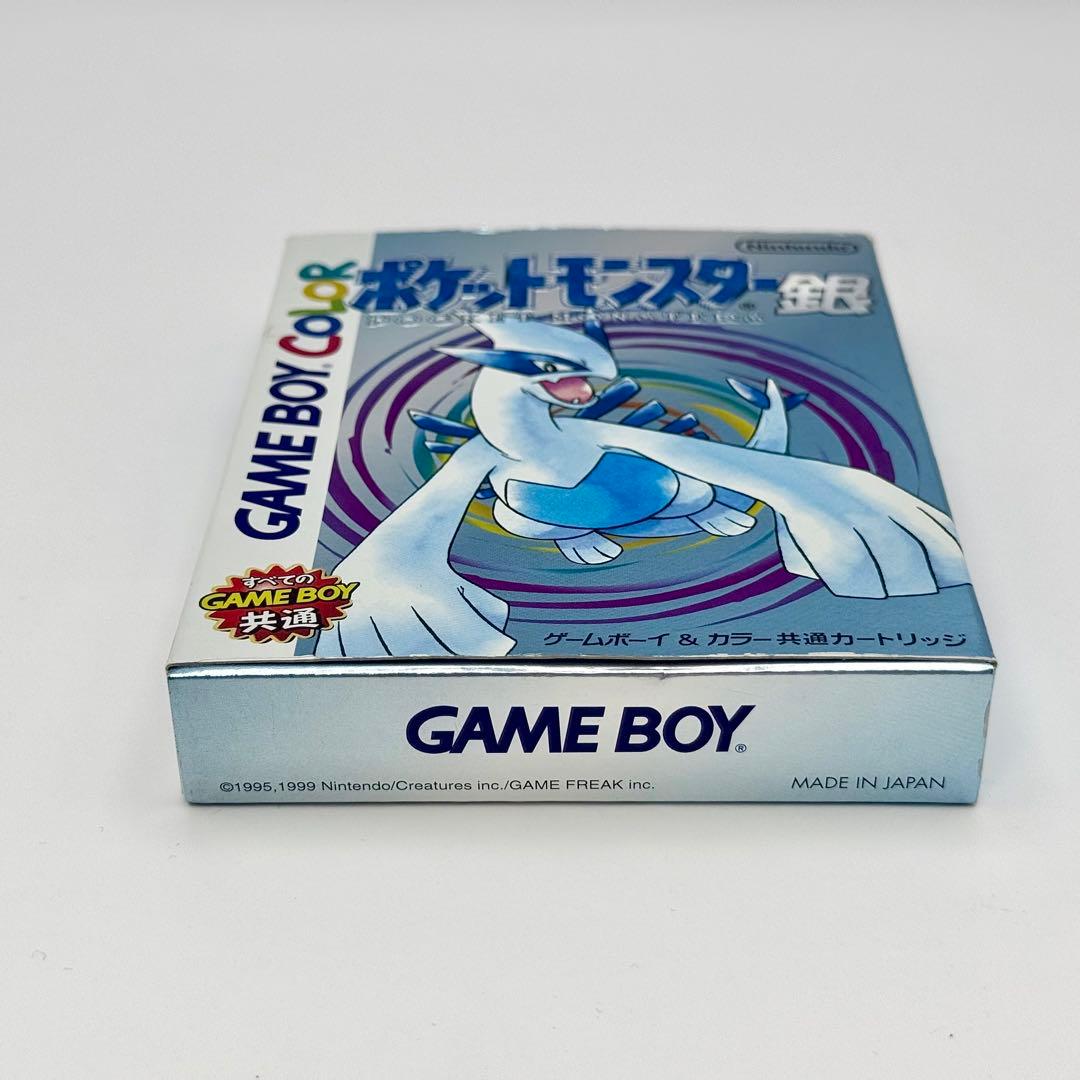 Nintendo
ポケットモンスター銀
POCKET MONSTERS
GAME BOY COLOR
すべての
GAME BOY
共通
ゲームボーイ & カラー共通カートリッジ
GAME BOY®
©1995,1999 Nintendo/Creatures inc./GAME FREAK inc.
MADE IN JAPAN